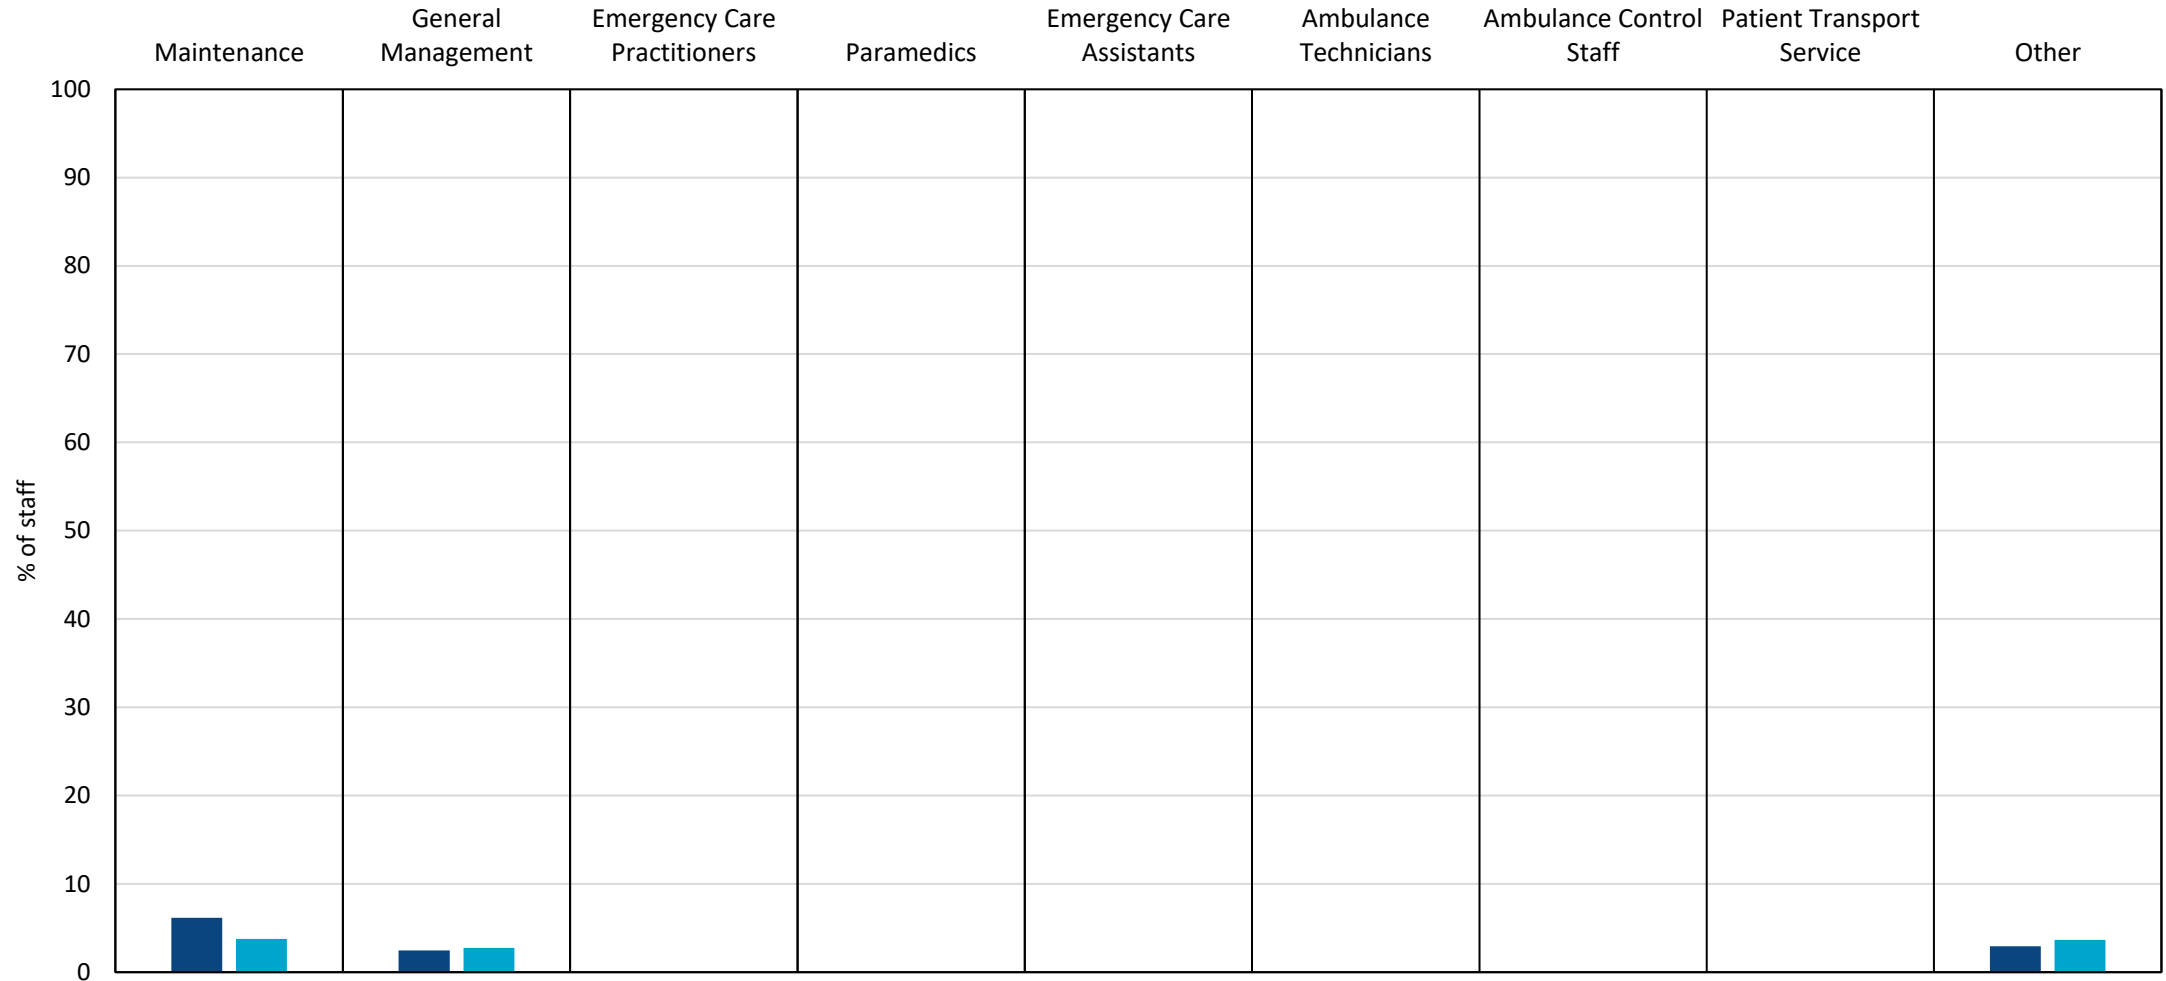 Maintenance
General
Management
Emergency Care
Practitioners
Paramedics
Emergency Care
Assistants
Ambulance
Technicians
Ambulance Control
Staff
Patient Transport
Service
Other
100
90
80
70
60
50
40
30
20
10
0
% of staff